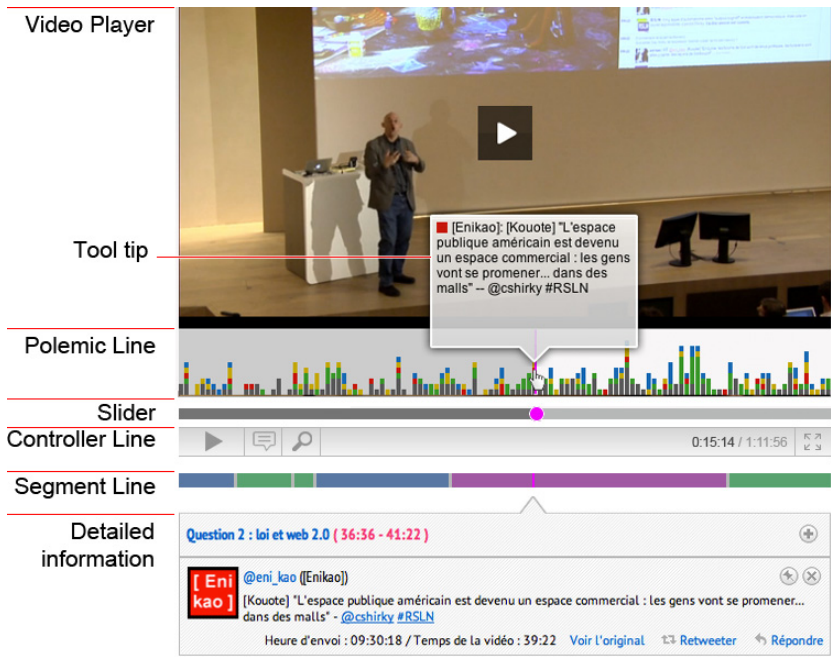 Video Player
Tool tip
[Enikao]: [Kouote] "L'espace
publique américain est devenu
un espace commercial : les gens
vont se promener... dans des
malls" -- @cshirky #RSLN
Polemic Line
Slider
Controller Line
0:15:14 / 1:11:56
Segment Line
Detailed
information
Question 2 : loi et web 2.0 ( 36:36 - 41:22 )
[ Eni
kao ]
@eni_kao ([Enikao])
[Kouote] "L'espace publique américain est devenu un espace commercial : les gens vont se promener...
dans des malls" - @cshirky #RSLN
Heure d'envoi : 09:30:18 / Temps de la vidéo : 39:22 Voir l'original Retweeter Répondre